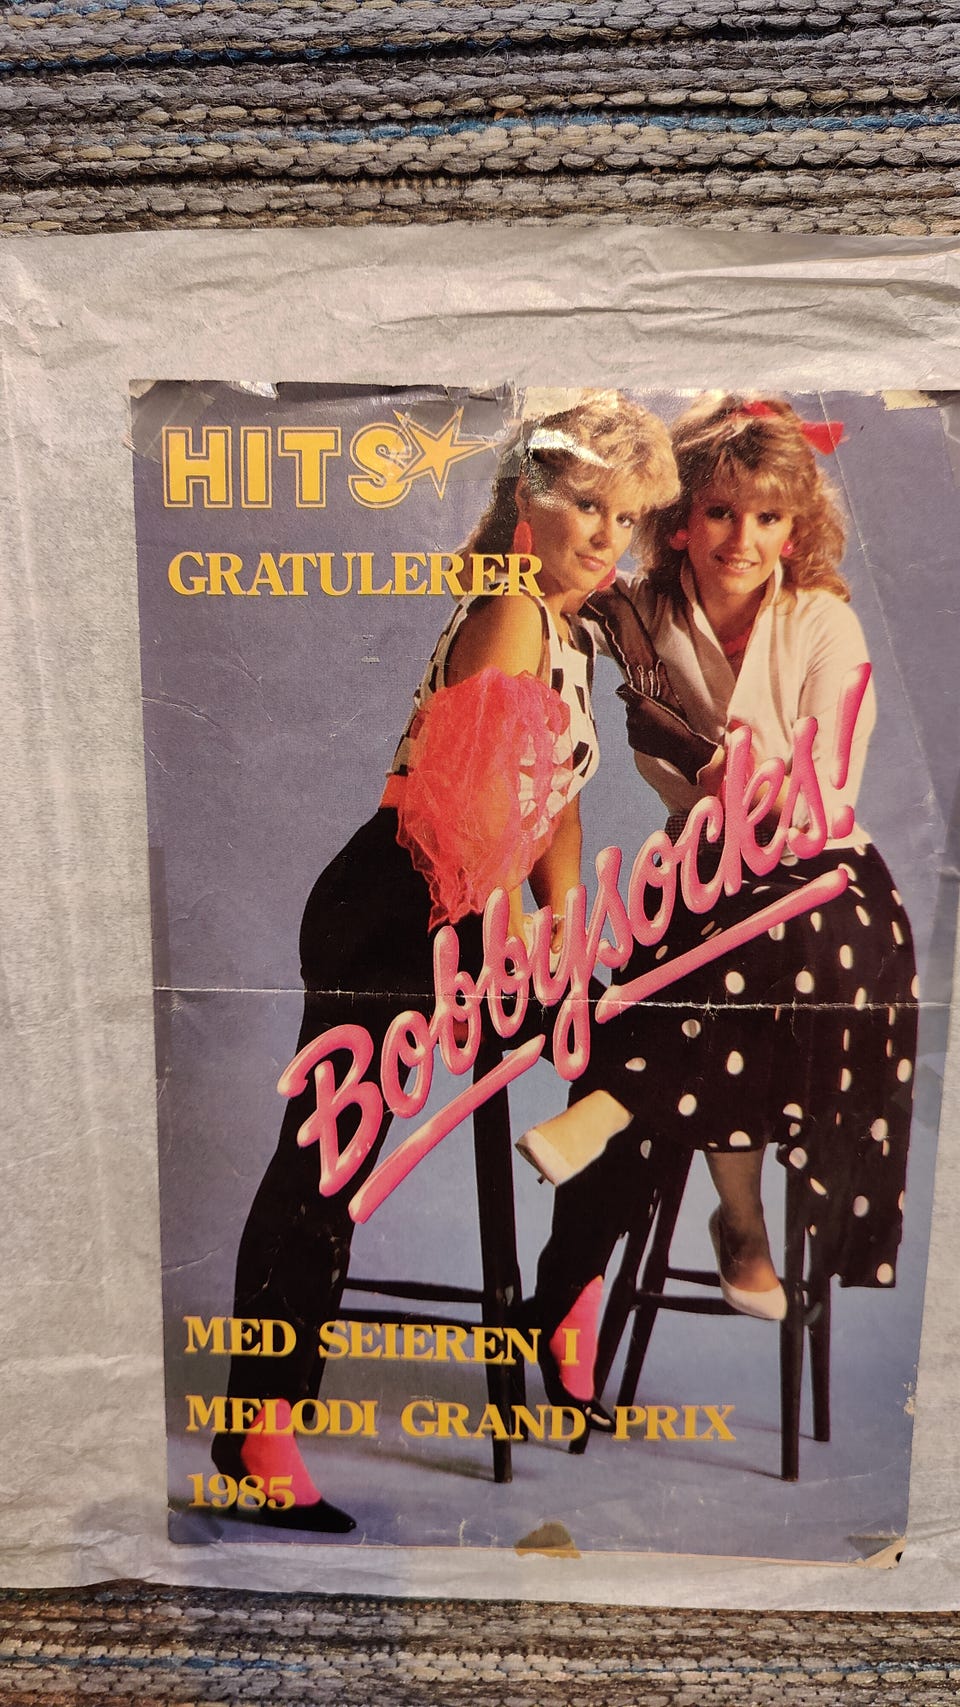 HITS
GRATULERER
Bobbysocks!
MED SEIEREN I
MELODI GRAND PRIX
1985